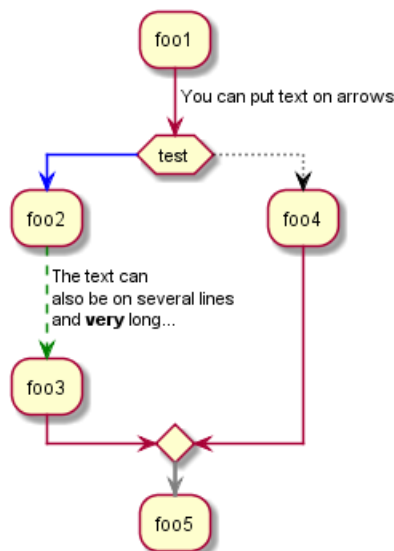 foo1
You can put text on arrows
test
foo2
foo4
The text can
also be on several lines
and very long...
foo3
foo5